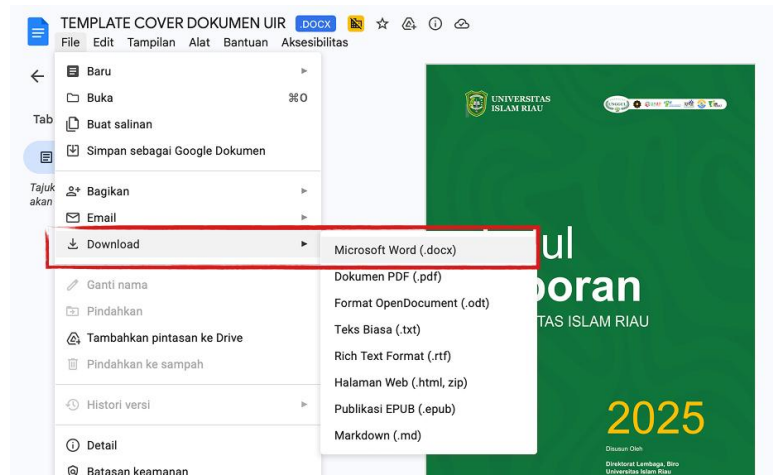 TEMPLATE COVER DOKUMEN UIR .DOCX
File Edit Tampilan Alat Bantuan Aksesibilitas
Tab
Tajuk
akan
Baru
Buka ⌘O
Buat salinan
Simpan sebagai Google Dokumen
Bagikan
Email
Download
Ganti nama
Pindahkan
Tambahkan pintasan ke Drive
Pindahkan ke sampah
Histori versi
Detail
Batasan keamanan
Microsoft Word (.docx)
Dokumen PDF (.pdf)
Format OpenDocument (.odt)
Teks Biasa (.txt)
Rich Text Format (.rtf)
Halaman Web (.html, zip)
Publikasi EPUB (.epub)
Markdown (.md)
UNIVERSITAS
ISLAM RIAU
ul
poran
TAS ISLAM RIAU
2025
Disusun Oleh
Direktorat Lembaga, Biro
Universitas Islam Riau